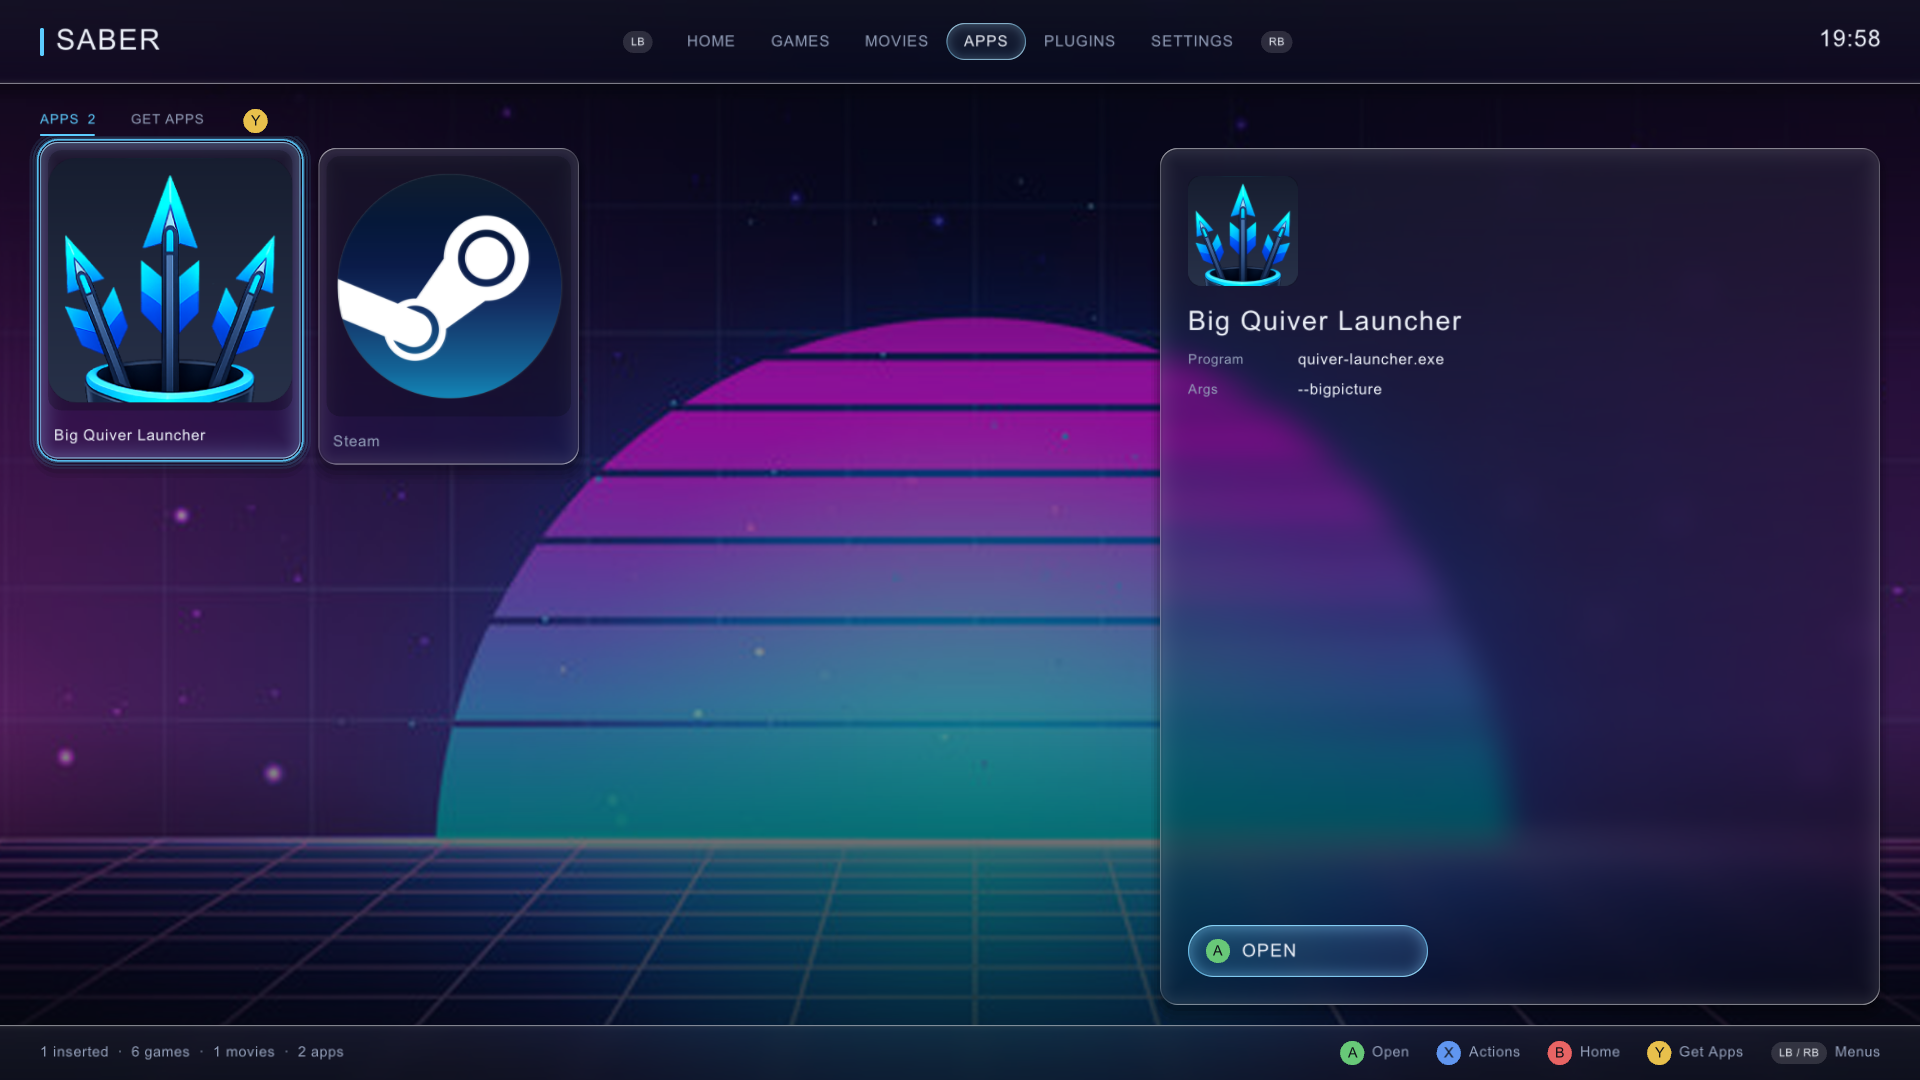 SABER
LB HOME GAMES MOVIES APPS PLUGINS SETTINGS RB
19:58
APPS 2 GET APPS Y
Big Quiver Launcher
Steam
Big Quiver Launcher
Program quiver-launcher.exe
Args --bigpicture
A OPEN
1 inserted · 6 games · 1 movies · 2 apps
A Open X Actions B Home Y Get Apps LB / RB Menus